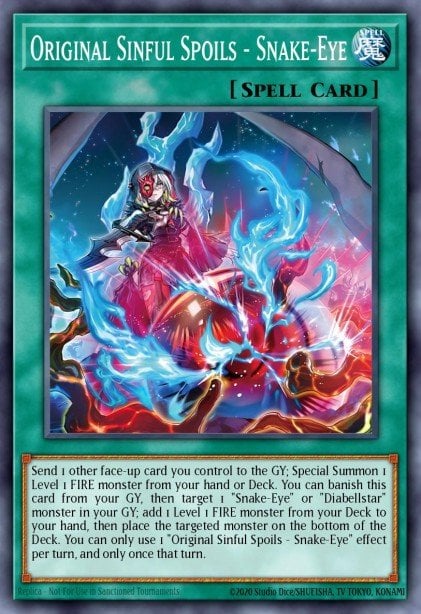 ORIGINAL SINFUL SPOILS - SNAKE-EYE
SPELL
魔
[ SPELL CARD ]
Send 1 other face-up card you control to the GY; Special Summon 1
Level 1 FIRE monster from your hand or Deck. You can banish this
card from your GY, then target 1 "Snake-Eye" or "Diabellstar"
monster in your GY; add 1 Level 1 FIRE monster from your Deck to
your hand, then place the targeted monster on the bottom of the
Deck. You can only use 1 "Original Sinful Spoils - Snake-Eye" effect
per turn, and only once that turn.
Replica - Not For Use in Sanctioned Tournaments
©2020 Studio Dice/SHUEISHA, TV TOKYO, KONAMI